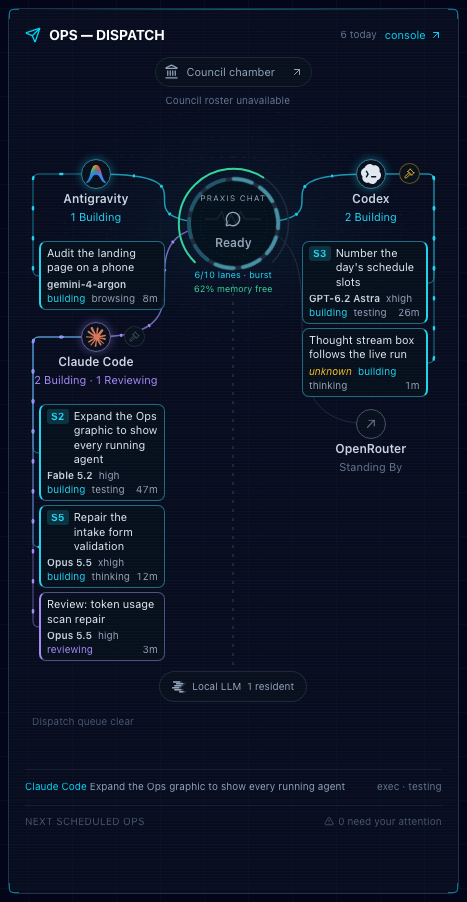 OPS — DISPATCH
6 today console
Council chamber
Council roster unavailable
PRAXIS CHAT
Ready
6/10 lanes · burst
62% memory free
Antigravity
1 Building
Audit the landing
page on a phone
gemini-4-argon
building browsing 8m
Claude Code
2 Building · 1 Reviewing
S2 Expand the Ops
graphic to show
every running
agent
Fable 5.2 high
building testing 47m
S5 Repair the
intake form
validation
Opus 5.5 xhigh
building thinking 12m
Review: token usage
scan repair
Opus 5.5 high
reviewing 3m
Codex
2 Building
S3 Number the
day's schedule
slots
GPT-6.2 Astra xhigh
building testing 26m
Thought stream box
follows the live run
unknown building
thinking 1m
OpenRouter
Standing By
Local LLM 1 resident
Dispatch queue clear
Claude Code Expand the Ops graphic to show every running agent exec · testing
NEXT SCHEDULED OPS 0 need your attention